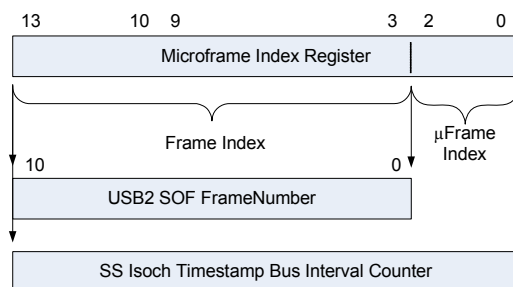 13 10 9 3 2 0
Microframe Index Register
Frame Index
μFrame
Index
10 0
USB2 SOF FrameNumber
SS Isoch Timestamp Bus Interval Counter